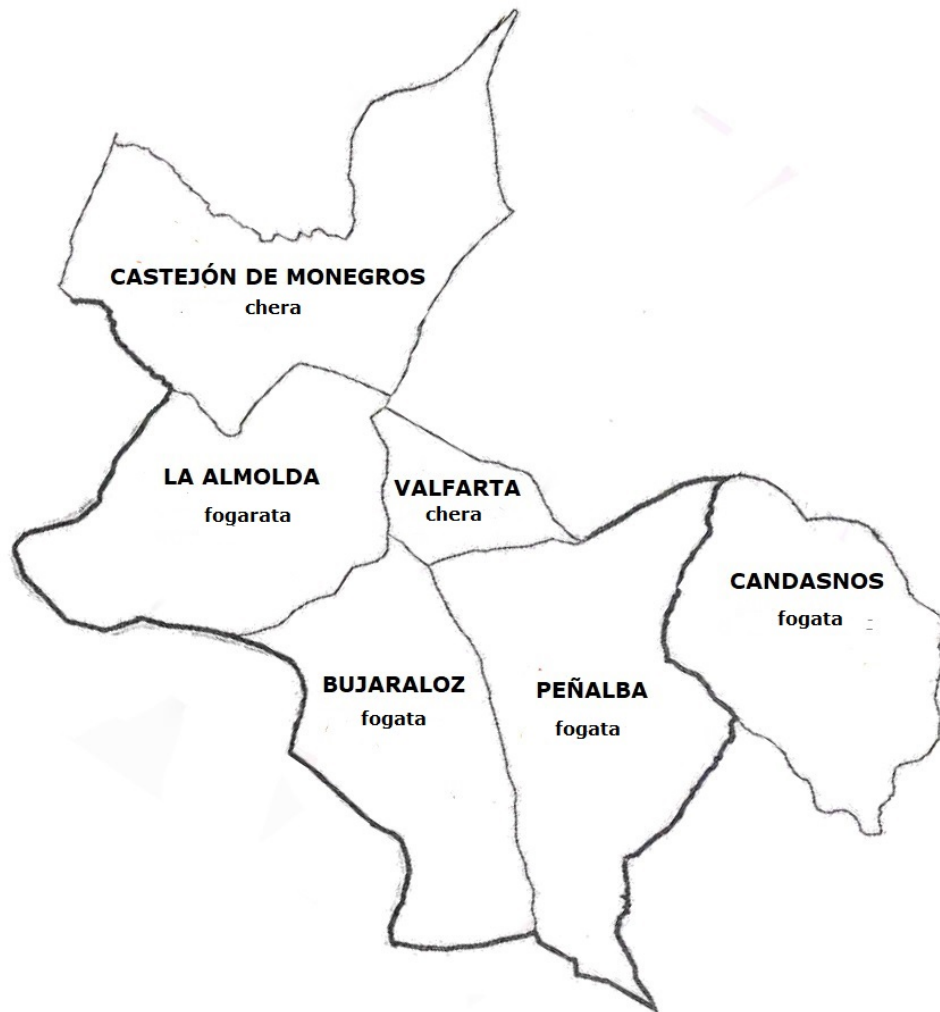 CASTEJÓN DE MONEGROS
chera
LA ALMOLDA
fogarata
VALFARTA
chera
CANDASNOS
fogata
BUJARALOZ
fogata
PEÑALBA
fogata